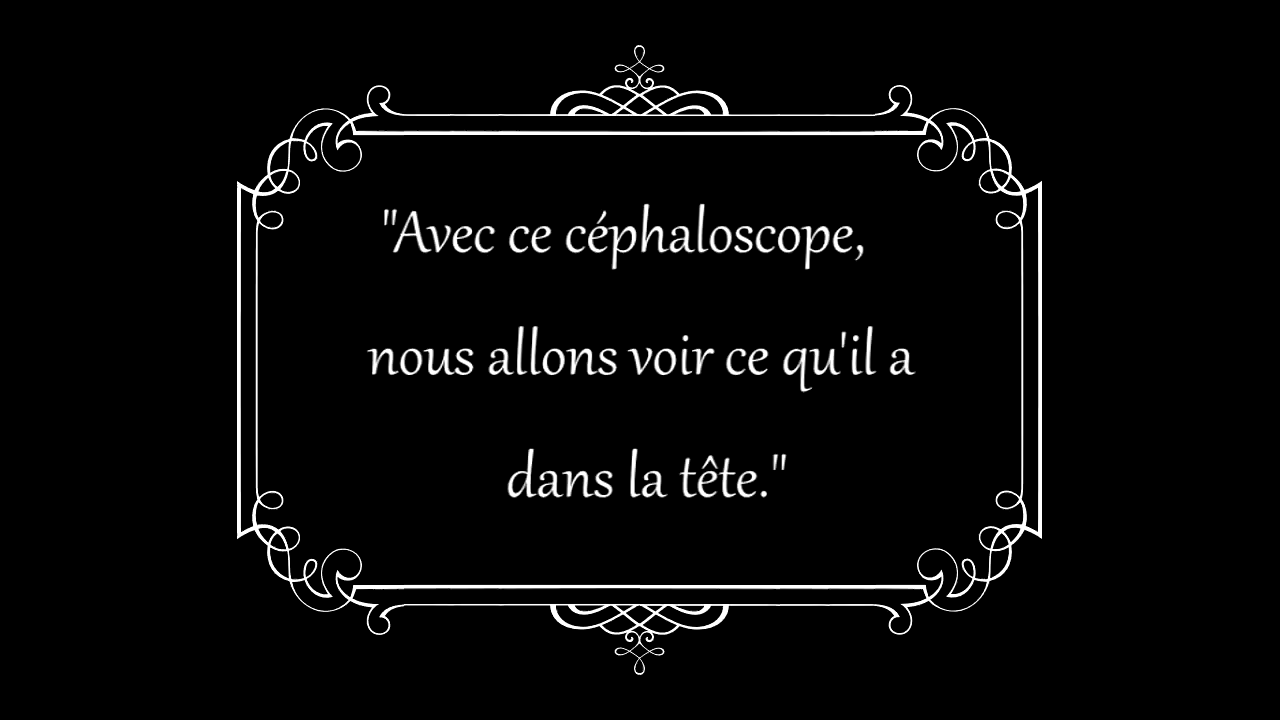 "Avec ce céphaloscope,
nous allons voir ce qu'il a
dans la tête."